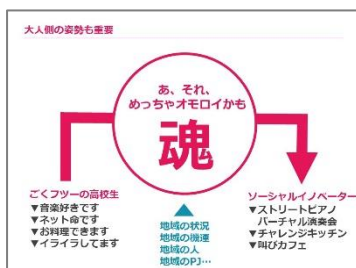 大人側の姿勢も重要
あ、それ、
めっちゃオモロイかも
魂
ごくフツーの高校生
▼音楽好きです
▼ネット命です
▼お料理できます
▼イライラしてます
地域の状況
地域の機運
地域の人
地域のPJ…
ソーシャルイノベーター
▼ストリートピアノ
バーチャル演奏会
▼チャレンジキッチン
▼叫びカフェ